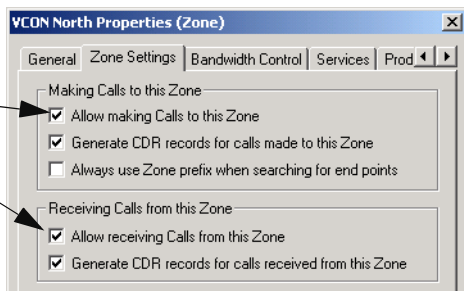 VCON North Properties (Zone)
General Zone Settings Bandwidth Control Services Prod
Making Calls to this Zone
Allow making Calls to this Zone
Generate CDR records for calls made to this Zone
Always use Zone prefix when searching for end points
Receiving Calls from this Zone
Allow receiving Calls from this Zone
Generate CDR records for calls received from this Zone